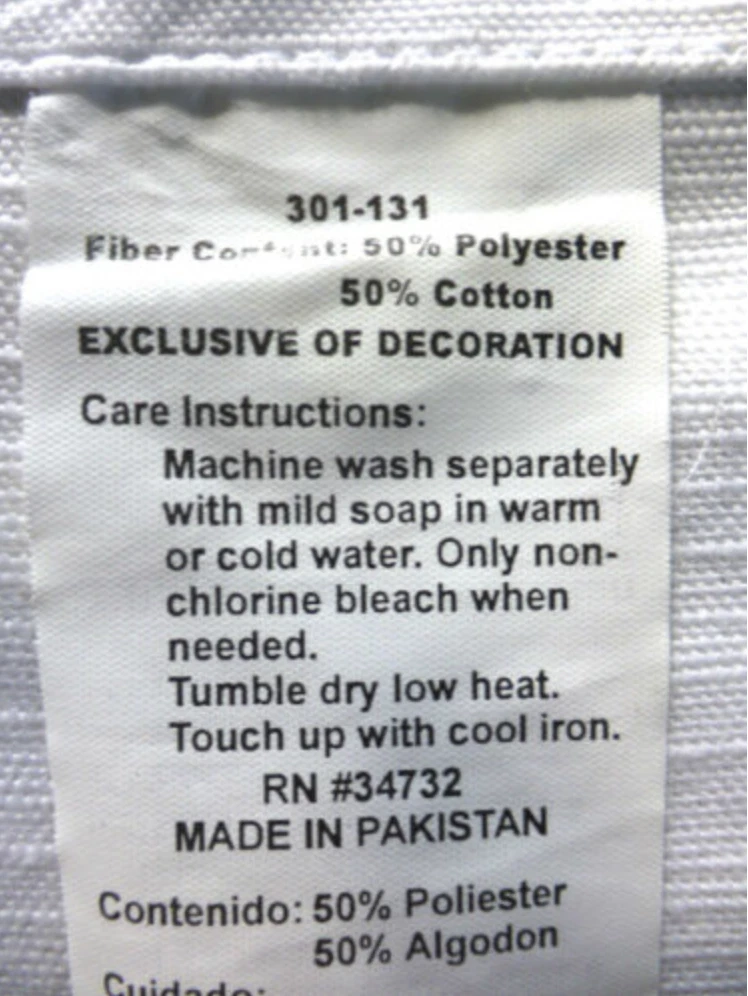 301-131
Fiber Content: 50% Polyester
50% Cotton
EXCLUSIVE OF DECORATION
Care Instructions:
Machine wash separately
with mild soap in warm
or cold water. Only non-
chlorine bleach when
needed.
Tumble dry low heat.
Touch up with cool iron.
RN #34732
MADE IN PAKISTAN
Contenido: 50% Poliester
50% Algodon
Cuidado: